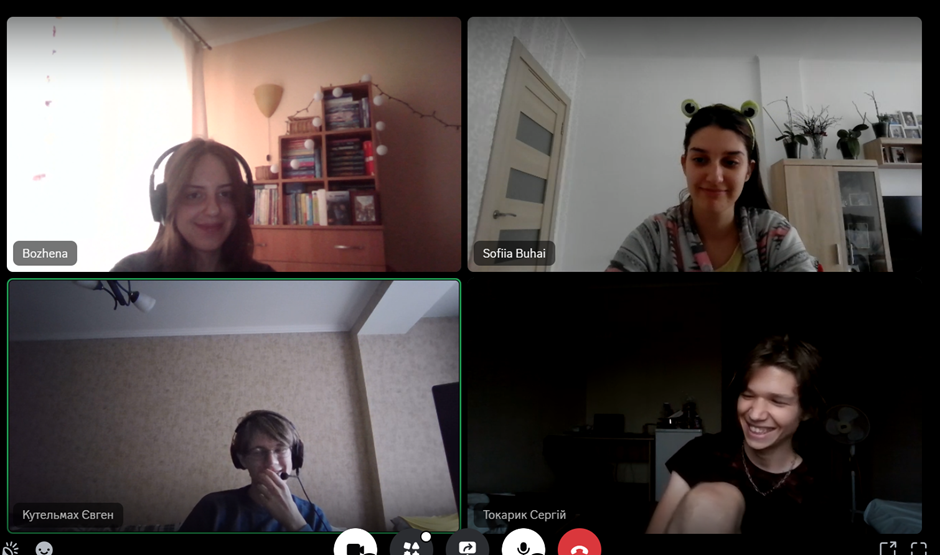 Bozhena
Sofiia Buhai
Кутельмах Євген
Токарик Сергій